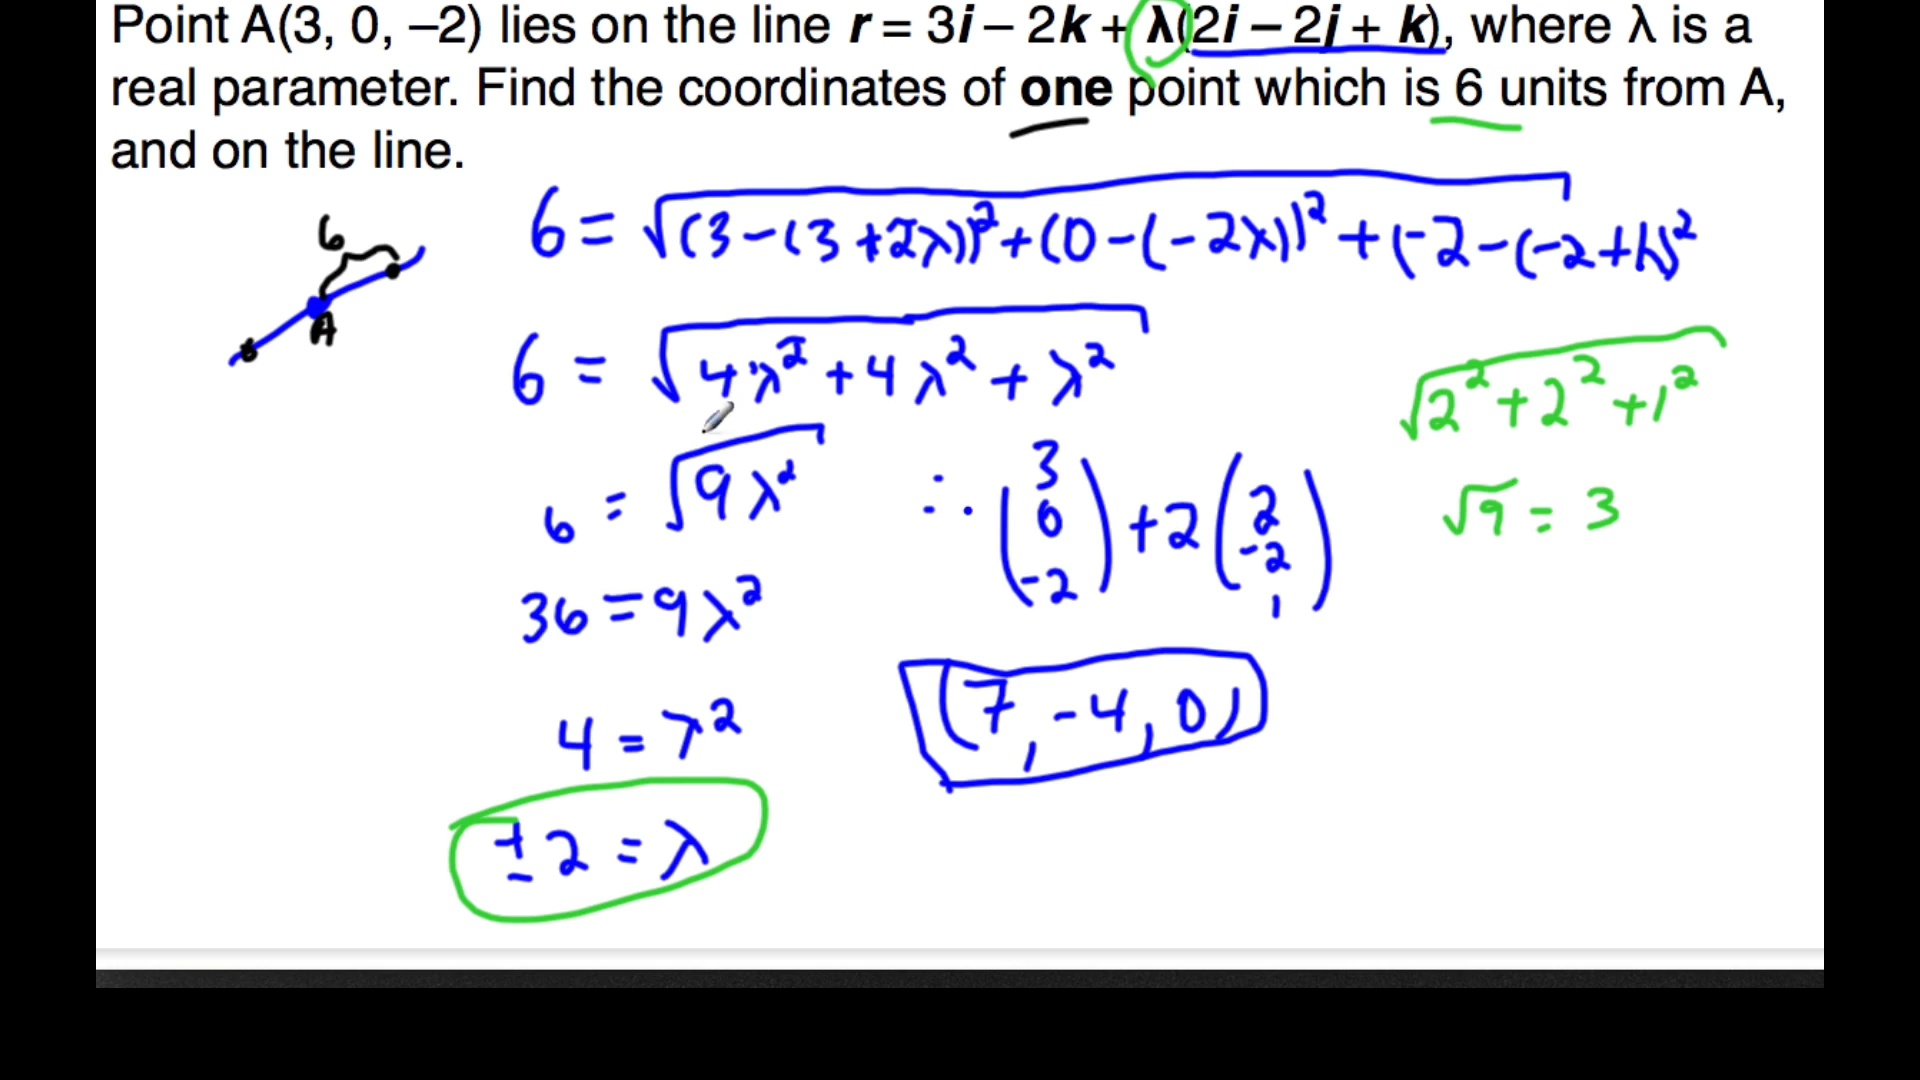 Point A(3, 0, –2) lies on the line r = 3i – 2k + λ(2i – 2j + k), where λ is a
real parameter. Find the coordinates of one point which is 6 units from A,
and on the line.
6 = √((3-(3+2λ))²+(0-(-2λ))²+(-2-(-2+λ)²
6
A
6 = √(4λ²+4λ²+λ²)
√(2²+2²+1²)
6 = √(9λ²)
∴ (3 0 -2) +2 (2 -2 1)
√9 = 3
36 = 9λ²
4 = λ²
(7, -4, 0)
±2 = λ